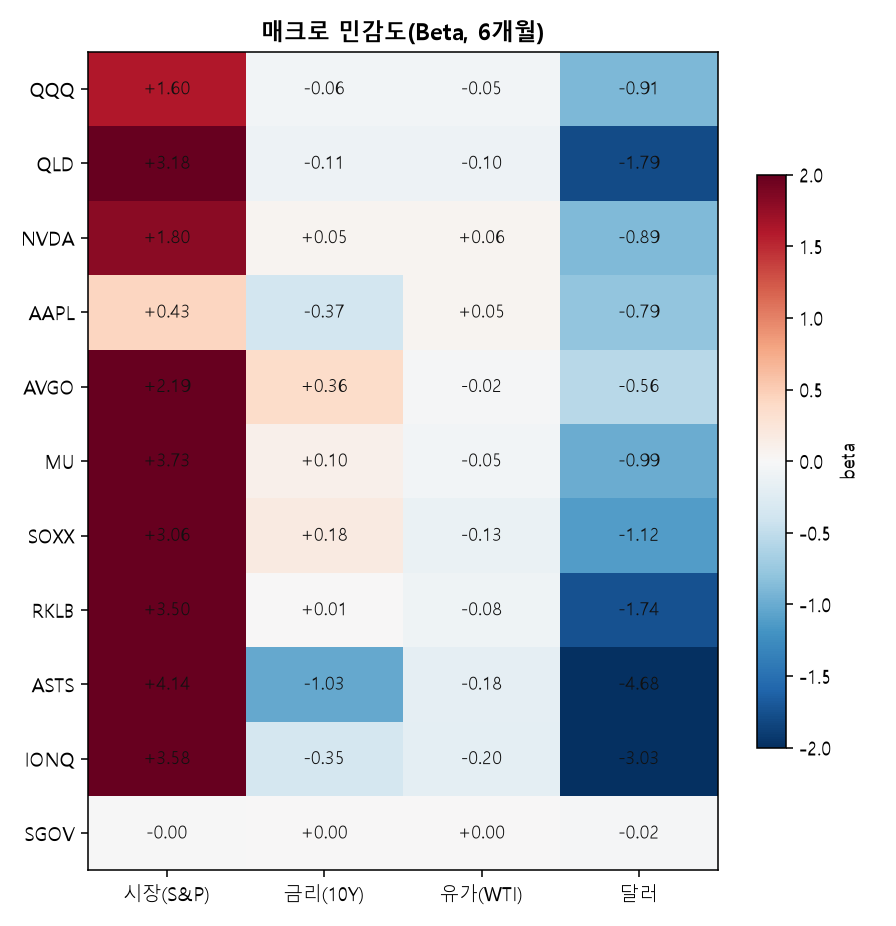 매크로 민감도(Beta, 6개월)
QQQ +1.60 -0.06 -0.05 -0.91
QLD +3.18 -0.11 -0.10 -1.79
NVDA +1.80 +0.05 +0.06 -0.89
AAPL +0.43 -0.37 +0.05 -0.79
AVGO +2.19 +0.36 -0.02 -0.56
MU +3.73 +0.10 -0.05 -0.99
SOXX +3.06 +0.18 -0.13 -1.12
RKLB +3.50 +0.01 -0.08 -1.74
ASTS +4.14 -1.03 -0.18 -4.68
IONQ +3.58 -0.35 -0.20 -3.03
SGOV -0.00 +0.00 +0.00 -0.02
시장(S&P) 금리(10Y) 유가(WTI) 달러
2.0
1.5
1.0
0.5
0.0
-0.5
-1.0
-1.5
-2.0
beta